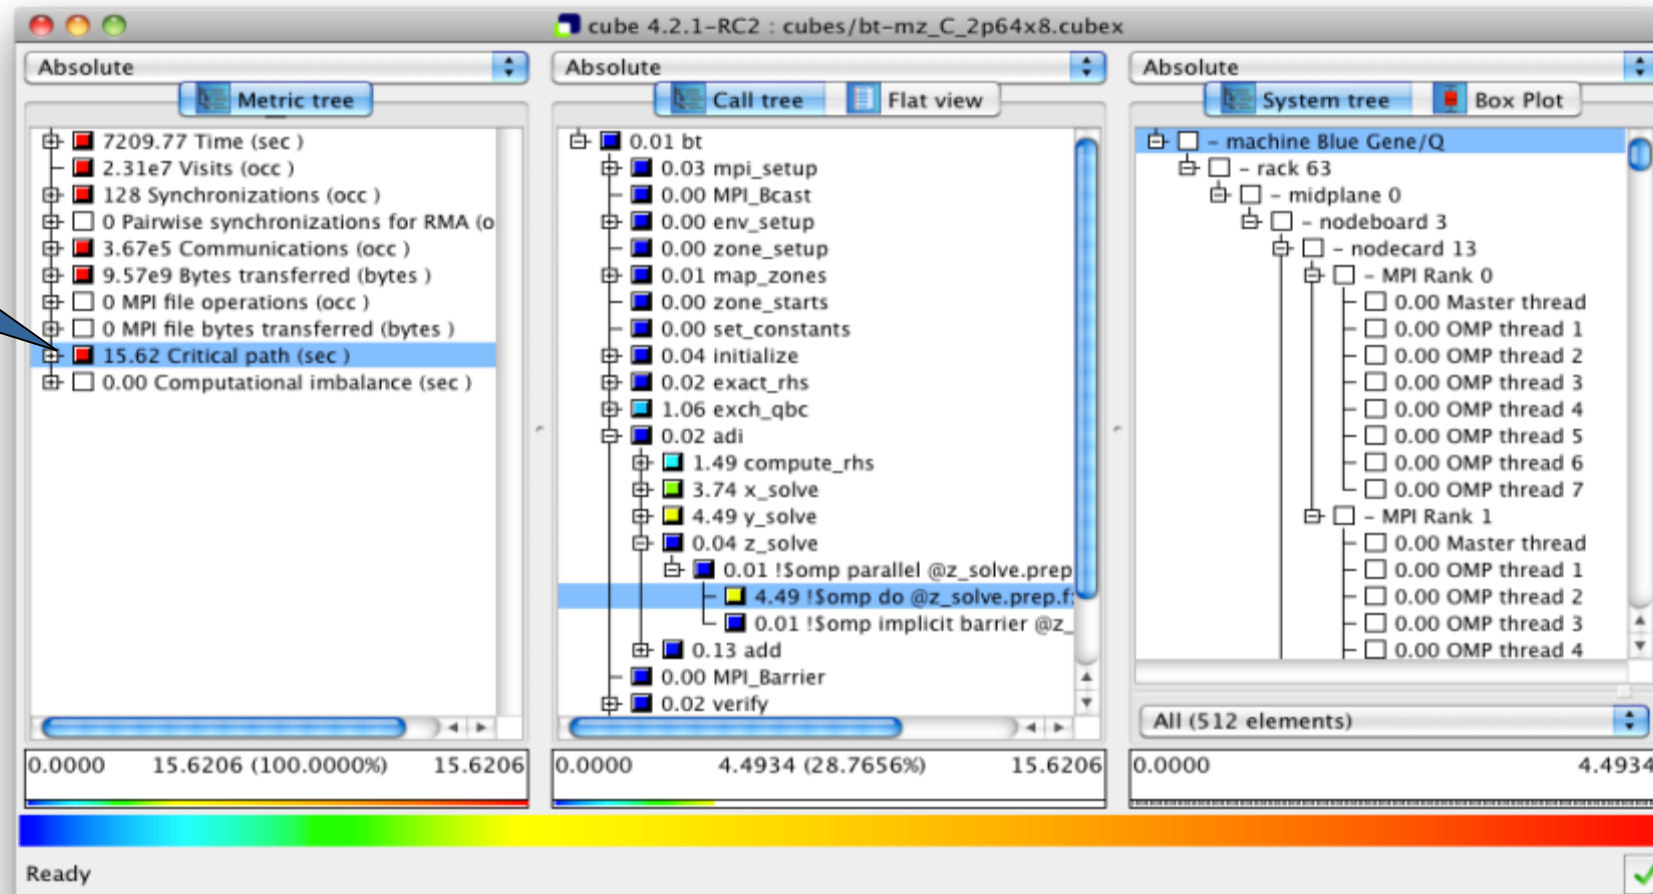 cube 4.2.1-RC2 : cubes/bt-mz_C_2p64x8.cubex
Absolute
Metric tree
7209.77 Time (sec )
2.31e7 Visits (occ )
128 Synchronizations (occ )
0 Pairwise synchronizations for RMA (o
3.67e5 Communications (occ )
9.57e9 Bytes transferred (bytes )
0 MPI file operations (occ )
0 MPI file bytes transferred (bytes )
15.62 Critical path (sec )
0.00 Computational imbalance (sec )
0.0000 15.6206 (100.0000%) 15.6206
Absolute
Call tree Flat view
0.01 bt
0.03 mpi_setup
0.00 MPI_Bcast
0.00 env_setup
0.00 zone_setup
0.01 map_zones
0.00 zone_starts
0.00 set_constants
0.04 initialize
0.02 exact_rhs
1.06 exch_qbc
0.02 adi
1.49 compute_rhs
3.74 x_solve
4.49 y_solve
0.04 z_solve
0.01 !$omp parallel @z_solve.prep
4.49 !$omp do @z_solve.prep.f:
0.01 !$omp implicit barrier @z_
0.13 add
0.00 MPI_Barrier
0.02 verify
0.0000 4.4934 (28.7656%) 15.6206
Absolute
System tree Box Plot
- machine Blue Gene/Q
- rack 63
- midplane 0
- nodeboard 3
- nodecard 13
- MPI Rank 0
0.00 Master thread
0.00 OMP thread 1
0.00 OMP thread 2
0.00 OMP thread 3
0.00 OMP thread 4
0.00 OMP thread 5
0.00 OMP thread 6
0.00 OMP thread 7
- MPI Rank 1
0.00 Master thread
0.00 OMP thread 1
0.00 OMP thread 2
0.00 OMP thread 3
0.00 OMP thread 4
All (512 elements)
0.0000 4.4934
Ready